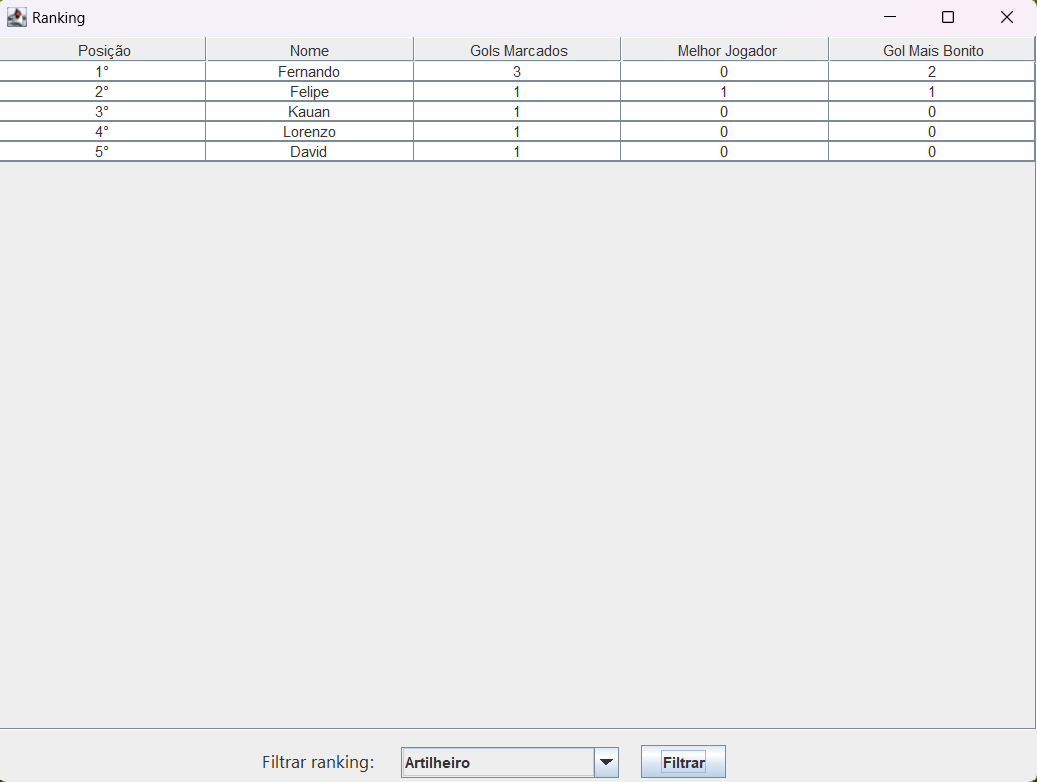 Ranking
Posição Nome Gols Marcados Melhor Jogador Gol Mais Bonito
1° Fernando 3 0 2
2° Felipe 1 1 1
3° Kauan 1 0 0
4° Lorenzo 1 0 0
5° David 1 0 0
Filtrar ranking: Artilheiro Filtrar